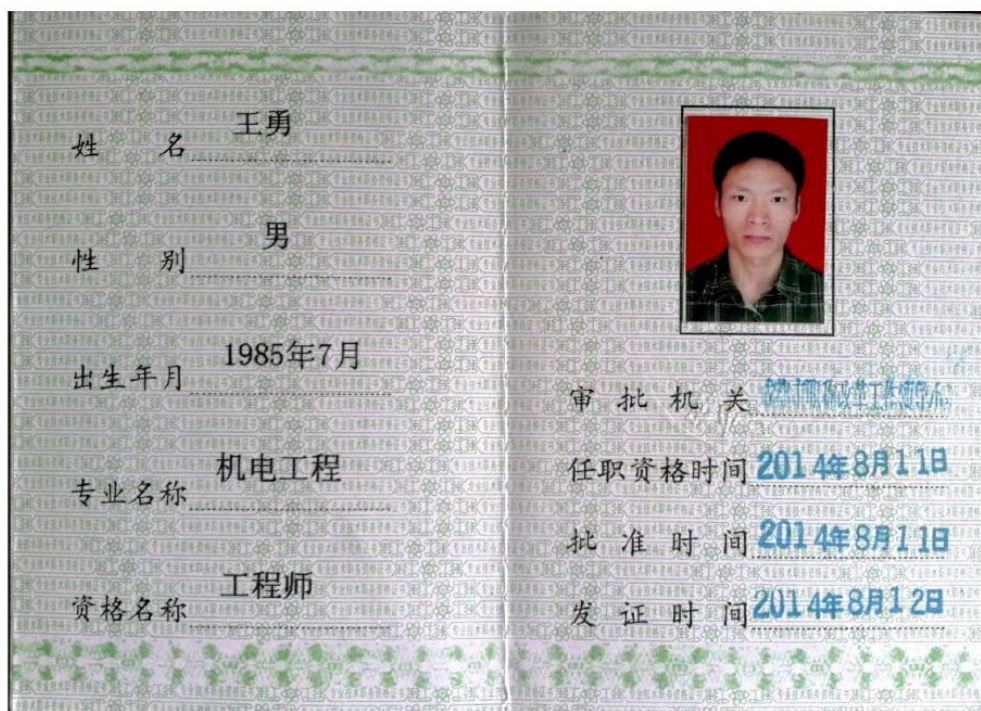 姓 名 王勇
性 别 男
出生年月 1985年7月
专业名称 机电工程
资格名称 工程师
审 批 机 关
任职资格时间 2014年8月11日
批 准 时 间 2014年8月11日
发 证 时 间 2014年8月12日